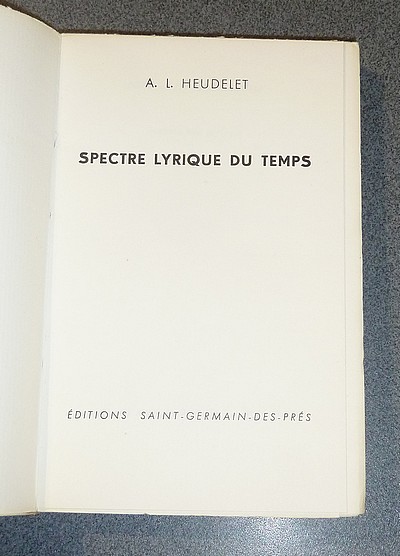 A. L. HEUDELET
SPECTRE LYRIQUE DU TEMPS
ÉDITIONS SAINT-GERMAIN-DES-PRÉS